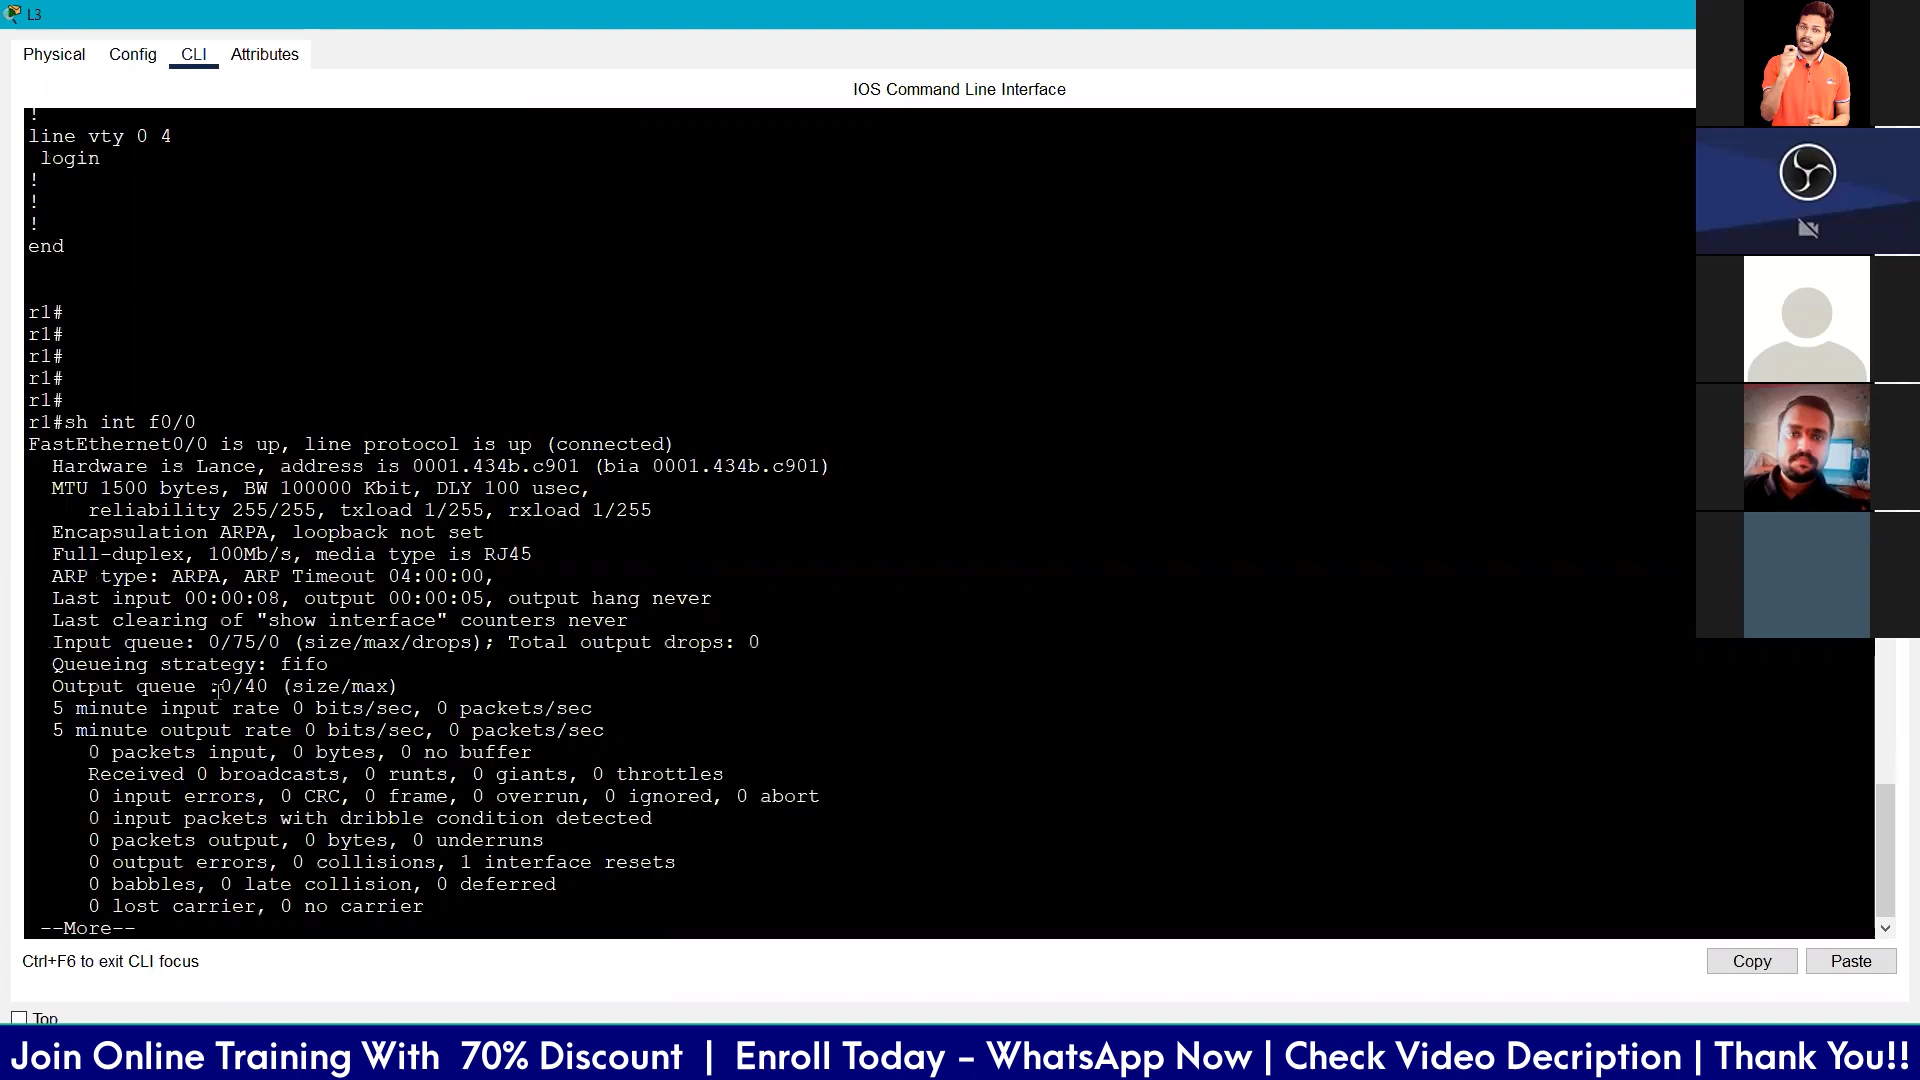 L3
Physical Config CLI Attributes
IOS Command Line Interface
!
line vty 0 4
login
!
!
!
end
r1#
r1#
r1#
r1#
r1#
r1#sh int f0/0
FastEthernet0/0 is up, line protocol is up (connected)
Hardware is Lance, address is 0001.434b.c901 (bia 0001.434b.c901)
MTU 1500 bytes, BW 100000 Kbit, DLY 100 usec,
reliability 255/255, txload 1/255, rxload 1/255
Encapsulation ARPA, loopback not set
Full-duplex, 100Mb/s, media type is RJ45
ARP type: ARPA, ARP Timeout 04:00:00,
Last input 00:00:08, output 00:00:05, output hang never
Last clearing of "show interface" counters never
Input queue: 0/75/0 (size/max/drops); Total output drops: 0
Queueing strategy: fifo
Output queue :0/40 (size/max)
5 minute input rate 0 bits/sec, 0 packets/sec
5 minute output rate 0 bits/sec, 0 packets/sec
0 packets input, 0 bytes, 0 no buffer
Received 0 broadcasts, 0 runts, 0 giants, 0 throttles
0 input errors, 0 CRC, 0 frame, 0 overrun, 0 ignored, 0 abort
0 input packets with dribble condition detected
0 packets output, 0 bytes, 0 underruns
0 output errors, 0 collisions, 1 interface resets
0 babbles, 0 late collision, 0 deferred
0 lost carrier, 0 no carrier
--More--
Ctrl+F6 to exit CLI focus
Copy Paste
Top
Join Online Training With 70% Discount | Enroll Today – WhatsApp Now | Check Video Decription | Thank You!!